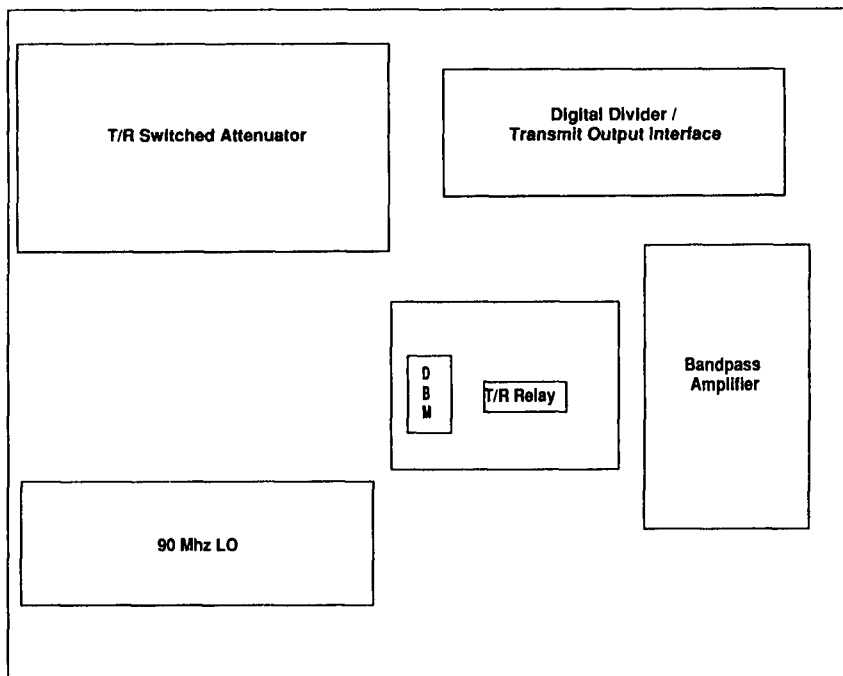 T/R Switched Attenuator
Digital Divider /
Transmit Output Interface
D
B
M
T/R Relay
Bandpass
Amplifier
90 Mhz LO